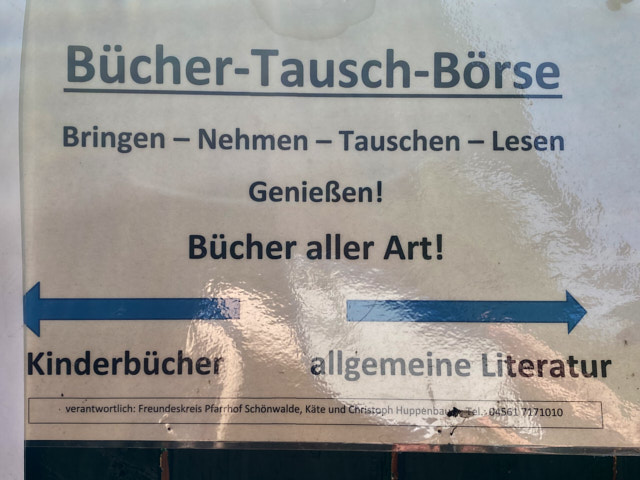 Bücher-Tausch-Börse
Bringen – Nehmen – Tauschen – Lesen
Genießen!
Bücher aller Art!
Kinderbücher allgemeine Literatur
verantwortlich: Freundeskreis Pfarrhof Schönwalde, Käte und Christoph Tel.: 04561 7171010